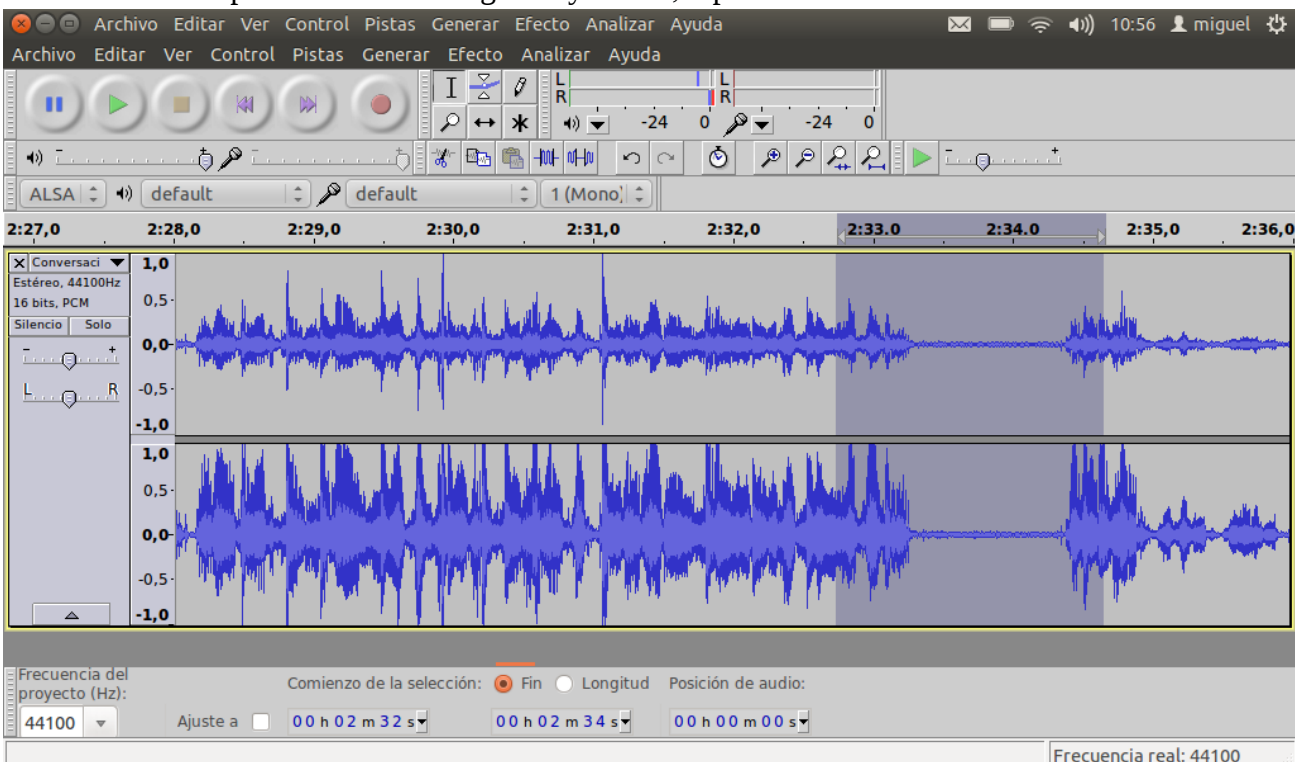 Archivo Editar Ver Control Pistas Generar Efecto Analizar Ayuda 10:56 miguel
Archivo Editar Ver Control Pistas Generar Efecto Analizar Ayuda
L L
R R
-24 0 -24 0
ALSA default default 1 (Mono)
2:27,0 2:28,0 2:29,0 2:30,0 2:31,0 2:32,0 2:33.0 2:34.0 2:35,0 2:36,0
X Conversaci 1,0
Estéreo, 44100Hz
16 bits, PCM 0,5
Silencio Solo
- + 0,0
L R -0,5
-1,0
1,0
0,5
0,0
-0,5
-1,0
Frecuencia del
proyecto (Hz): Comienzo de la selección: Fin Longitud Posición de audio:
44100 Ajuste a 00 h 02 m 32 s 00 h 02 m 34 s 00 h 00 m 00 s
Frecuencia real: 44100